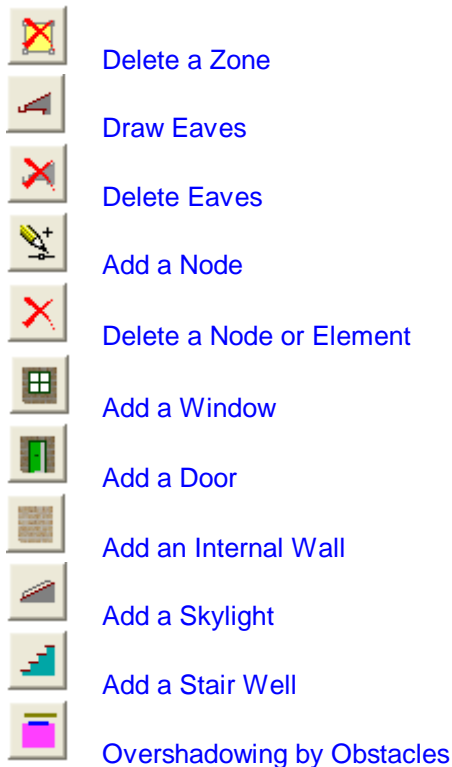 Delete a Zone
Draw Eaves
Delete Eaves
Add a Node
Delete a Node or Element
Add a Window
Add a Door
Add an Internal Wall
Add a Skylight
Add a Stair Well
Overshadowing by Obstacles